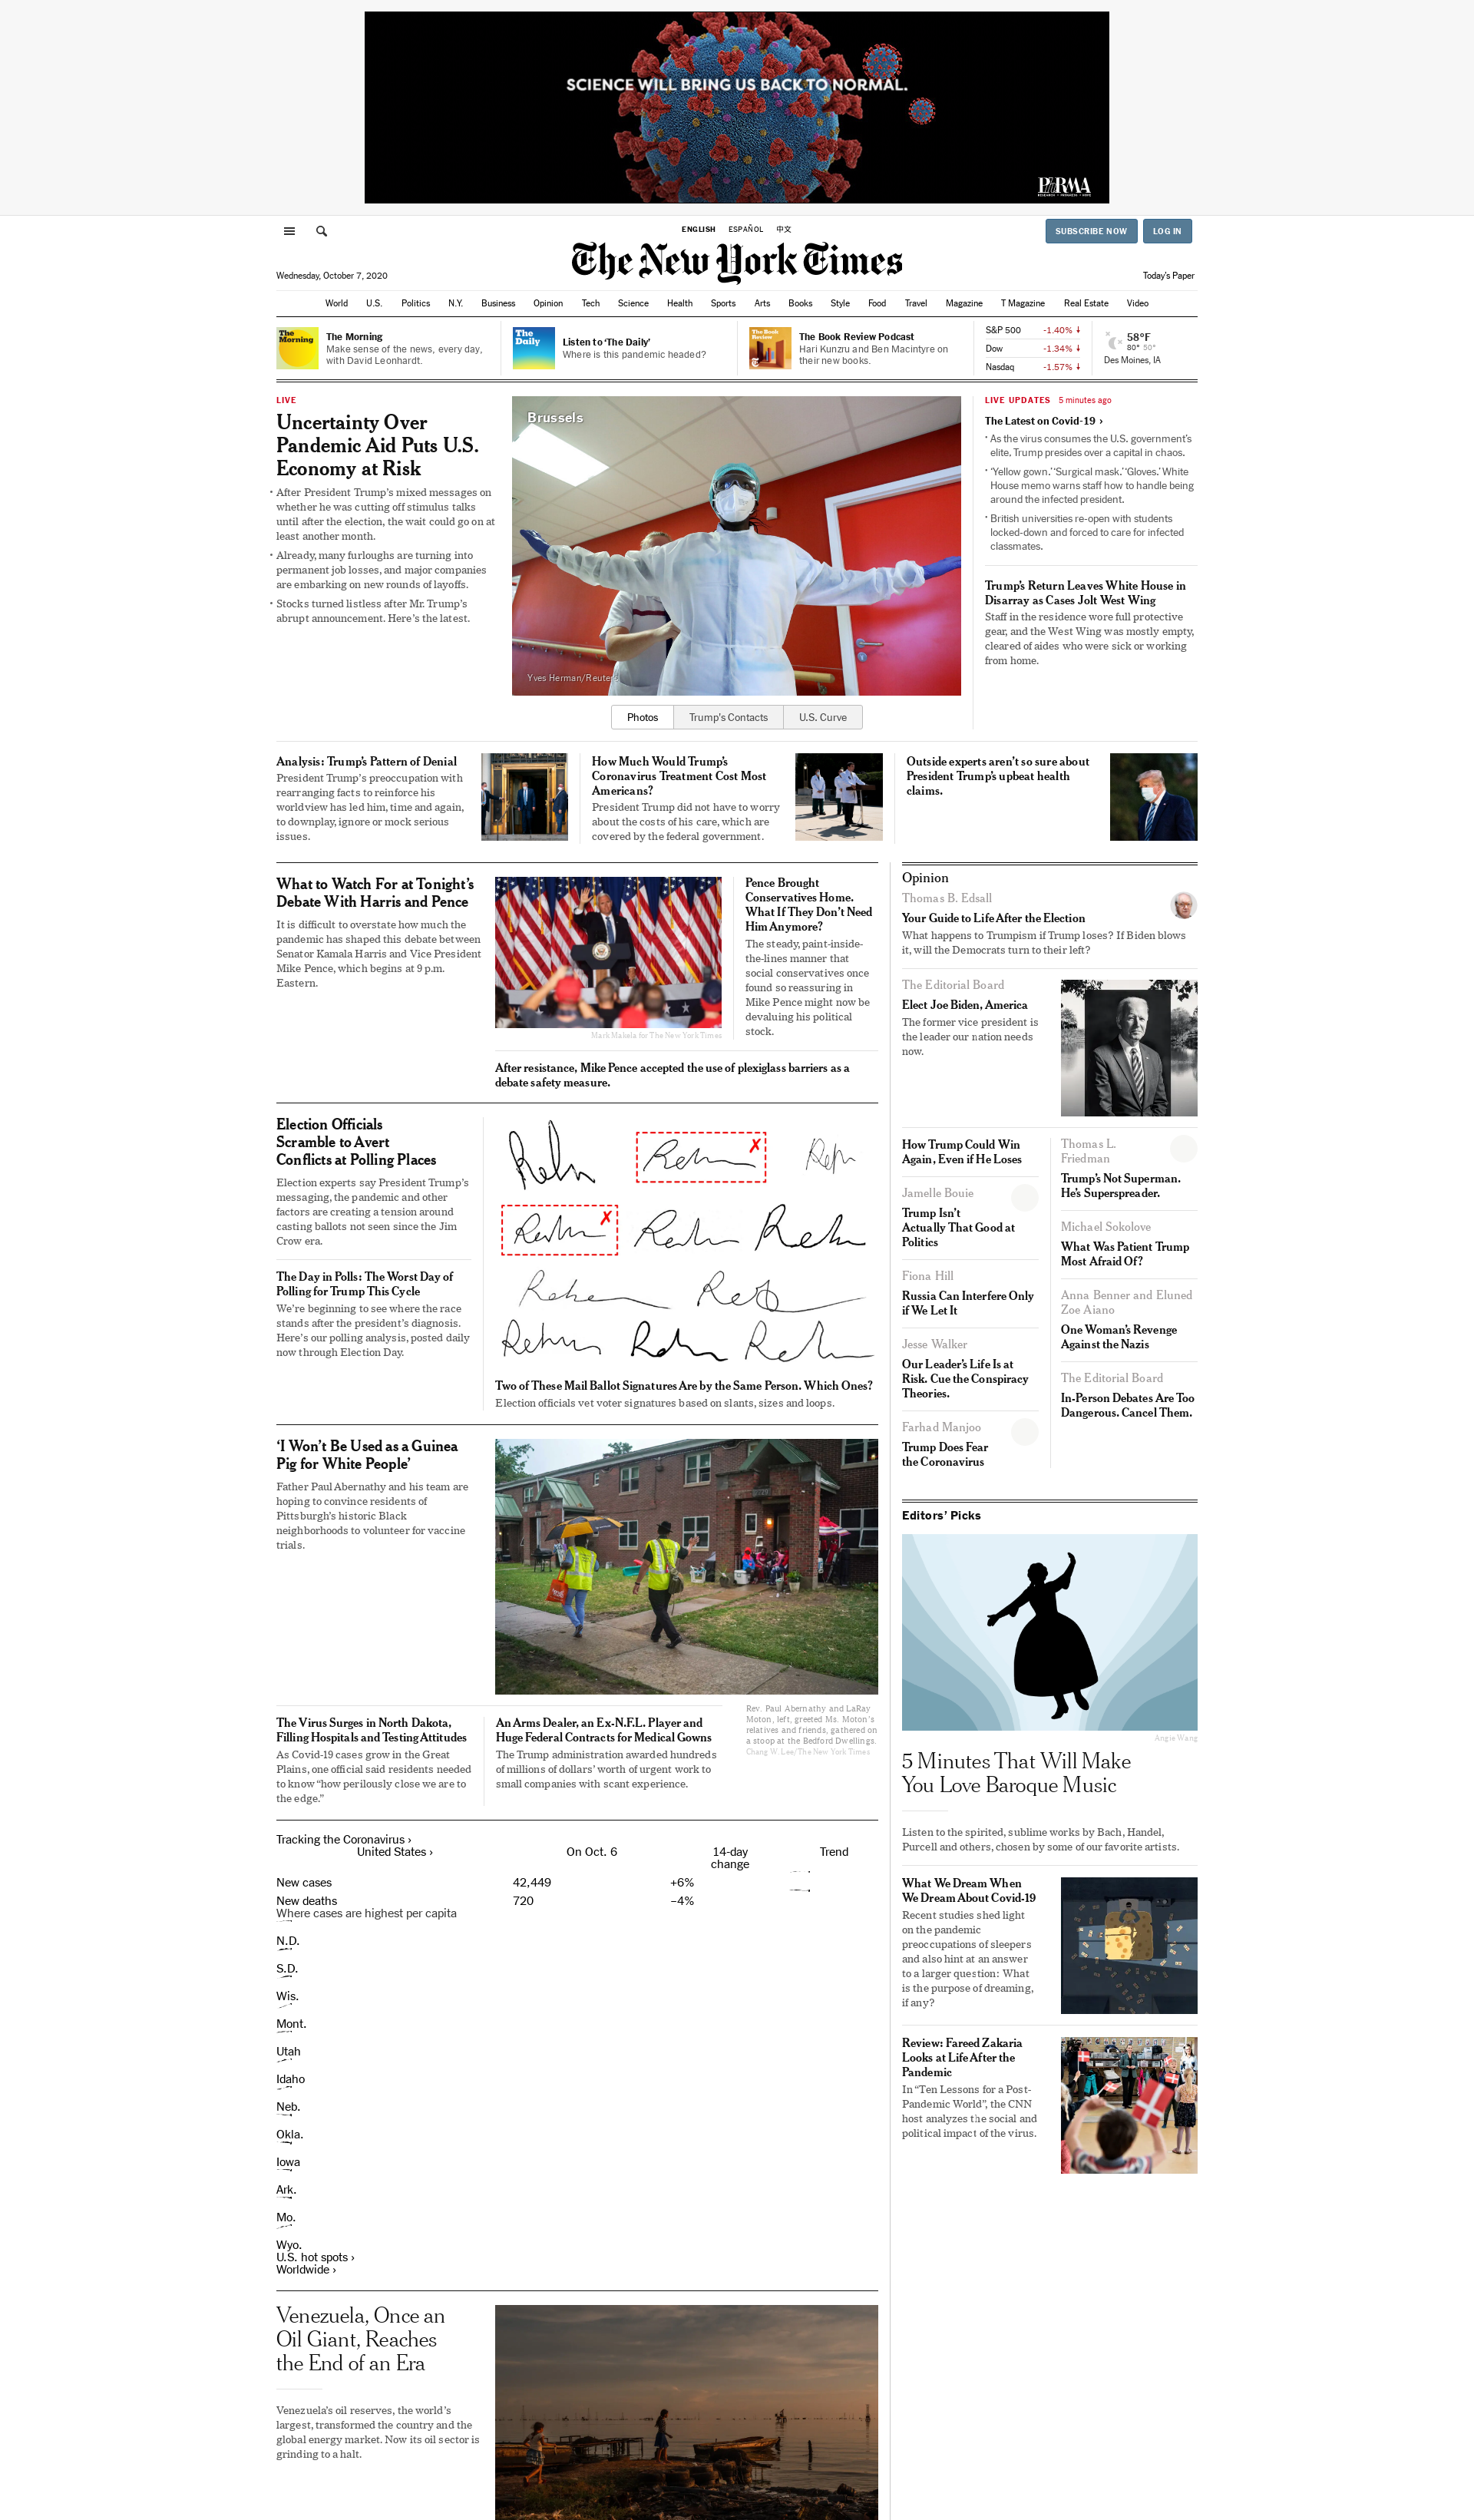 SCIENCE WILL BRING US BACK TO NORMAL.
PhRMA
RESEARCH • PROGRESS • HOPE
ENGLISH ESPAÑOL 中文
SUBSCRIBE NOW LOG IN
The New York Times
Wednesday, October 7, 2020
Today's Paper
World U.S. Politics N.Y. Business Opinion Tech Science Health Sports Arts Books Style Food Travel Magazine T Magazine Real Estate Video
The Morning
The Morning
Make sense of the news, every day,
with David Leonhardt.
The Daily
Listen to ‘The Daily’
Where is this pandemic headed?
The Book Review
The Book Review Podcast
Hari Kunzru and Ben Macintyre on
their new books.
S&P 500 -1.40% ↓
Dow -1.34% ↓
Nasdaq -1.57% ↓
58°F
80° 50°
Des Moines, IA
LIVE
Uncertainty Over
Pandemic Aid Puts U.S.
Economy at Risk
• After President Trump’s mixed messages on
whether he was cutting off stimulus talks
until after the election, the wait could go on at
least another month.
• Already, many furloughs are turning into
permanent job losses, and major companies
are embarking on new rounds of layoffs.
• Stocks turned listless after Mr. Trump’s
abrupt announcement. Here’s the latest.
Brussels
Yves Herman/Reuters
Photos Trump’s Contacts U.S. Curve
LIVE UPDATES 5 minutes ago
The Latest on Covid-19 ›
• As the virus consumes the U.S. government’s
elite, Trump presides over a capital in chaos.
• ‘Yellow gown.’ ‘Surgical mask.’ ‘Gloves.’ White
House memo warns staff how to handle being
around the infected president.
• British universities re-open with students
locked-down and forced to care for infected
classmates.
Trump’s Return Leaves White House in
Disarray as Cases Jolt West Wing
Staff in the residence wore full protective
gear, and the West Wing was mostly empty,
cleared of aides who were sick or working
from home.
Analysis: Trump’s Pattern of Denial
President Trump’s preoccupation with
rearranging facts to reinforce his
worldview has led him, time and again,
to downplay, ignore or mock serious
issues.
How Much Would Trump’s
Coronavirus Treatment Cost Most
Americans?
President Trump did not have to worry
about the costs of his care, which are
covered by the federal government.
Outside experts aren’t so sure about
President Trump’s upbeat health
claims.
What to Watch For at Tonight’s
Debate With Harris and Pence
It is difficult to overstate how much the
pandemic has shaped this debate between
Senator Kamala Harris and Vice President
Mike Pence, which begins at 9 p.m.
Eastern.
Mark Makela for The New York Times
Pence Brought
Conservatives Home.
What If They Don’t Need
Him Anymore?
The steady, paint-inside-
the-lines manner that
social conservatives once
found so reassuring in
Mike Pence might now be
devaluing his political
stock.
After resistance, Mike Pence accepted the use of plexiglass barriers as a
debate safety measure.
Election Officials
Scramble to Avert
Conflicts at Polling Places
Election experts say President Trump’s
messaging, the pandemic and other
factors are creating a tension around
casting ballots not seen since the Jim
Crow era.
The Day in Polls: The Worst Day of
Polling for Trump This Cycle
We’re beginning to see where the race
stands after the president’s diagnosis.
Here’s our polling analysis, posted daily
now through Election Day.
Two of These Mail Ballot Signatures Are by the Same Person. Which Ones?
Election officials vet voter signatures based on slants, sizes and loops.
‘I Won’t Be Used as a Guinea
Pig for White People’
Father Paul Abernathy and his team are
hoping to convince residents of
Pittsburgh’s historic Black
neighborhoods to volunteer for vaccine
trials.
Rev. Paul Abernathy and LaRay
Moton, left, greeted Ms. Moton’s
relatives and friends, gathered on
a stoop at the Bedford Dwellings.
Chang W. Lee/The New York Times
The Virus Surges in North Dakota,
Filling Hospitals and Testing Attitudes
As Covid-19 cases grow in the Great
Plains, one official said residents needed
to know “how perilously close we are to
the edge.”
An Arms Dealer, an Ex-N.F.L. Player and
Huge Federal Contracts for Medical Gowns
The Trump administration awarded hundreds
of millions of dollars’ worth of urgent work to
small companies with scant experience.
Tracking the Coronavirus ›
United States › On Oct. 6 14-day
change Trend
New cases 42,449 +6%
New deaths 720 –4%
Where cases are highest per capita
N.D.
S.D.
Wis.
Mont.
Utah
Idaho
Neb.
Okla.
Iowa
Ark.
Mo.
Wyo.
U.S. hot spots ›
Worldwide ›
Venezuela, Once an
Oil Giant, Reaches
the End of an Era
Venezuela’s oil reserves, the world’s
largest, transformed the country and the
global energy market. Now its oil sector is
grinding to a halt.
Opinion
Thomas B. Edsall
Your Guide to Life After the Election
What happens to Trumpism if Trump loses? If Biden blows
it, will the Democrats turn to their left?
The Editorial Board
Elect Joe Biden, America
The former vice president is
the leader our nation needs
now.
How Trump Could Win
Again, Even if He Loses
Jamelle Bouie
Trump Isn’t
Actually That Good at
Politics
Fiona Hill
Russia Can Interfere Only
if We Let It
Jesse Walker
Our Leader’s Life Is at
Risk. Cue the Conspiracy
Theories.
Farhad Manjoo
Trump Does Fear
the Coronavirus
Thomas L.
Friedman
Trump’s Not Superman.
He’s Superspreader.
Michael Sokolove
What Was Patient Trump
Most Afraid Of?
Anna Benner and Eluned
Zoe Aiano
One Woman’s Revenge
Against the Nazis
The Editorial Board
In-Person Debates Are Too
Dangerous. Cancel Them.
Editors’ Picks
Angie Wang
5 Minutes That Will Make
You Love Baroque Music
Listen to the spirited, sublime works by Bach, Handel,
Purcell and others, chosen by some of our favorite artists.
What We Dream When
We Dream About Covid-19
Recent studies shed light
on the pandemic
preoccupations of sleepers
and also hint at an answer
to a larger question: What
is the purpose of dreaming,
if any?
Review: Fareed Zakaria
Looks at Life After the
Pandemic
In “Ten Lessons for a Post-
Pandemic World”, the CNN
host analyzes the social and
political impact of the virus.